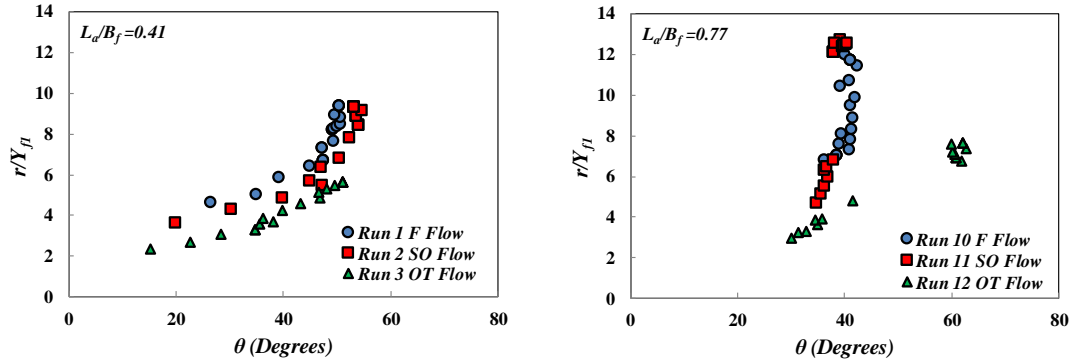 14
12
10
8
6
4
2
0
r/Yf1
La/Bf =0.41
Run 1 F Flow
Run 2 SO Flow
Run 3 OT Flow
0 20 40 60 80
θ (Degrees)
14
12
10
8
6
4
2
0
r/Yf1
La/Bf =0.77
Run 10 F Flow
Run 11 SO Flow
Run 12 OT Flow
0 20 40 60 80
θ (Degrees)